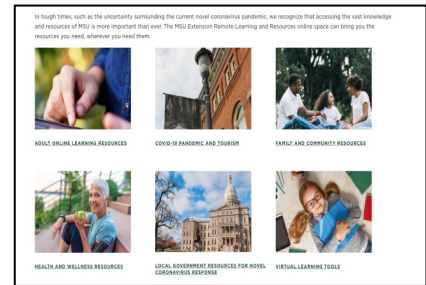 In tough times, such as the uncertainty surrounding the current novel coronavirus pandemic, we recognize that accessing the vast knowledge
and resources of MSU is more important than ever. The MSU Extension Remote Learning and Resources online space can bring you the
resources you need, wherever you need them.
ADULT ONLINE LEARNING RESOURCES
COVID-19 PANDEMIC AND TOURISM
FAMILY AND COMMUNITY RESOURCES
HEALTH AND WELLNESS RESOURCES
LOCAL GOVERNMENT RESOURCES FOR NOVEL
CORONAVIRUS RESPONSE
VIRTUAL LEARNING TOOLS